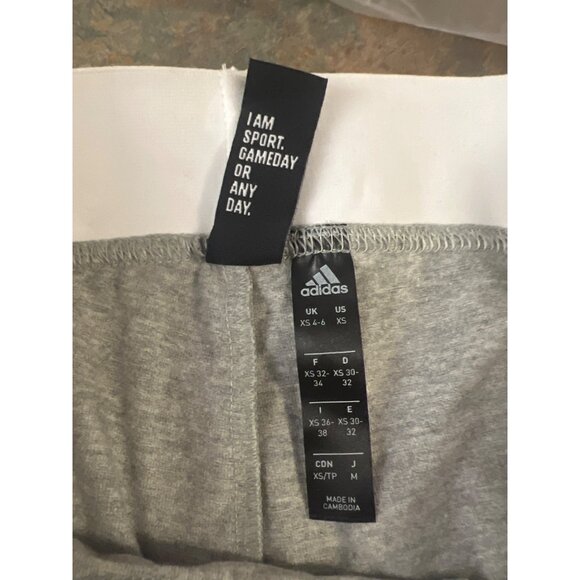 I AM
SPORT.
GAMEDAY
OR
ANY
DAY.
adidas
UK US
XS 4-6 XS
F D
XS 32- XS 30-
34 32
I E
XS 36- XS 30-
38 32
CDN J
XS/TP M
MADE IN
CAMBODIA